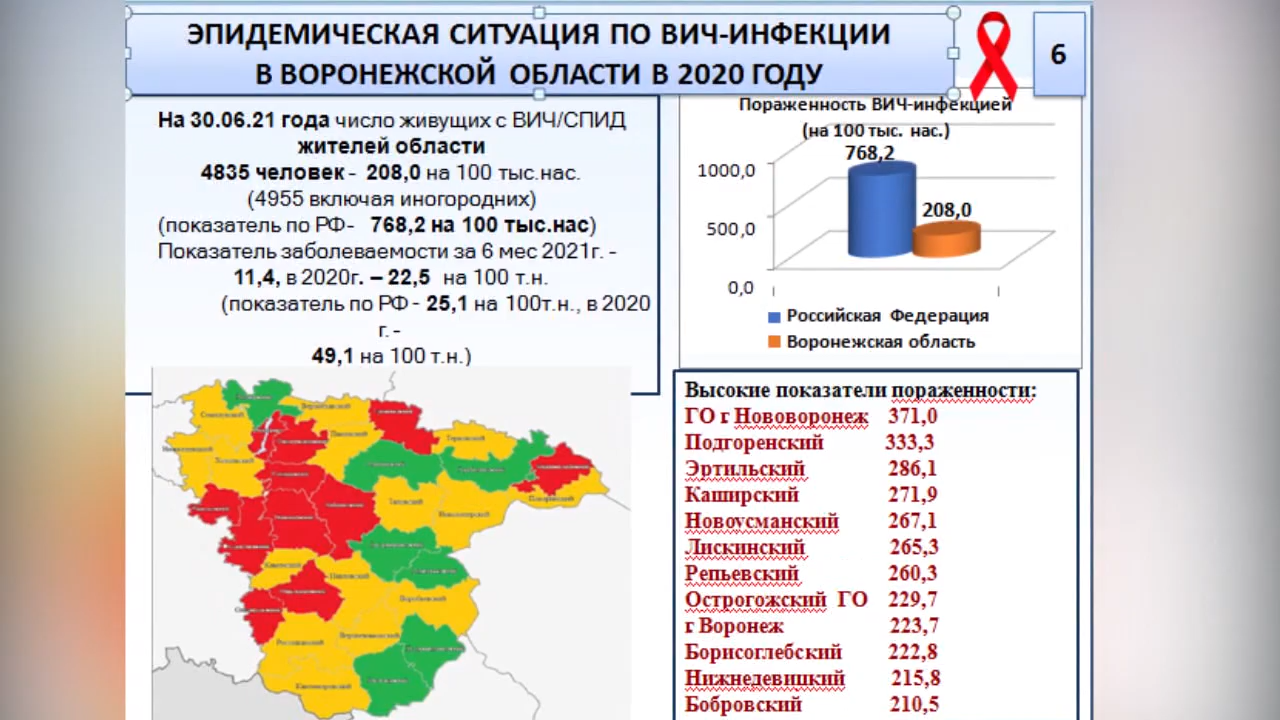 ЭПИДЕМИЧЕСКАЯ СИТУАЦИЯ ПО ВИЧ-ИНФЕКЦИИ
В ВОРОНЕЖСКОЙ ОБЛАСТИ В 2020 ГОДУ
6
На 30.06.21 года число живущих с ВИЧ/СПИД
жителей области
4835 человек - 208,0 на 100 тыс.нас.
(4955 включая иногородних)
(показатель по РФ- 768,2 на 100 тыс.нас)
Показатель заболеваемости за 6 мес 2021г. -
11,4, в 2020г. – 22,5 на 100 т.н.
(показатель по РФ - 25,1 на 100т.н., в 2020
г. -
49,1 на 100 т.н.)
Пораженность ВИЧ-инфекцией
(на 100 тыс. нас.)
768,2
1000,0
208,0
500,0
0,0
Российская Федерация
Воронежская область
Высокие показатели пораженности:
ГО г Нововоронеж 371,0
Подгоренский 333,3
Эртильский 286,1
Каширский 271,9
Новоусманский 267,1
Лискинский 265,3
Репьевский 260,3
Острогожский ГО 229,7
г Воронеж 223,7
Борисоглебский 222,8
Нижнедевицкий 215,8
Бобровский 210,5